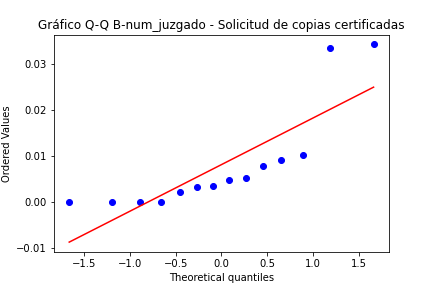 Gráfico Q-Q B-num_juzgado - Solicitud de copias certificadas
0.03
0.02
0.01
0.00
−0.01
Ordered Values
−1.5 −1.0 −0.5 0.0 0.5 1.0 1.5
Theoretical quantiles